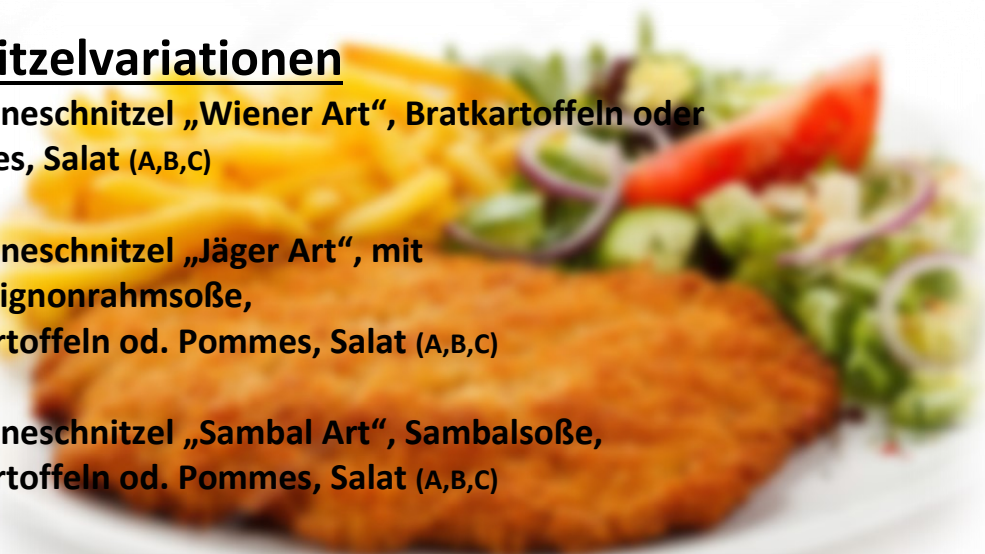 itzelvariationen
neschnitzel „Wiener Art“, Bratkartoffeln oder
es, Salat (A,B,C)
neschnitzel „Jäger Art“, mit
ignonrahmsoße,
rtoffeln od. Pommes, Salat (A,B,C)
neschnitzel „Sambal Art“, Sambalsoße,
rtoffeln od. Pommes, Salat (A,B,C)